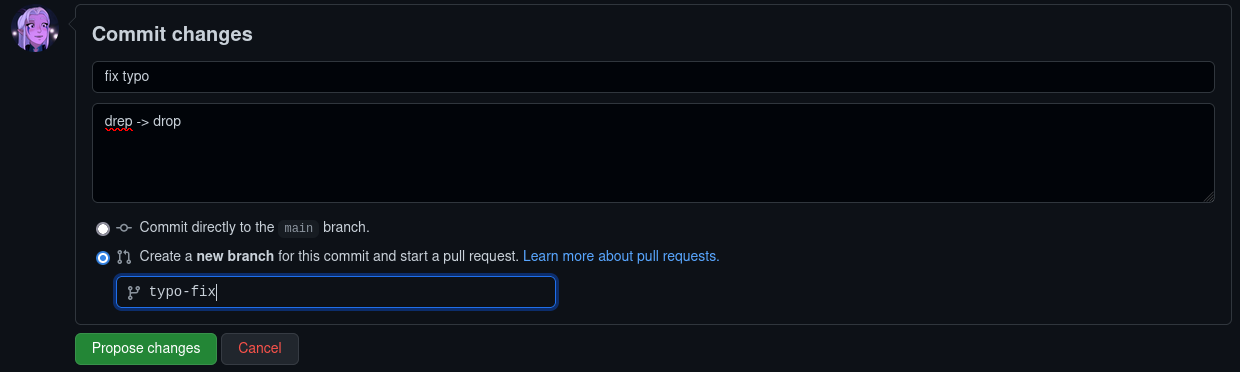 Commit changes
fix typo
drep -> drop
Commit directly to the main branch.
Create a new branch for this commit and start a pull request. Learn more about pull requests.
typo-fix
Propose changes Cancel